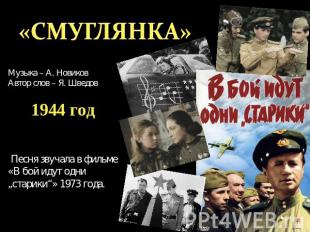 «СМУГЛЯНКА»
Музыка – А. Новиков
Автор слов – Я. Шведов
1944 год
Песня звучала в фильме
«В бой идут одни
„старики“» 1973 года.
В БОЙ ИДУТ
ОДНИ „СТАРИКИ“
PPt4WEB.ru